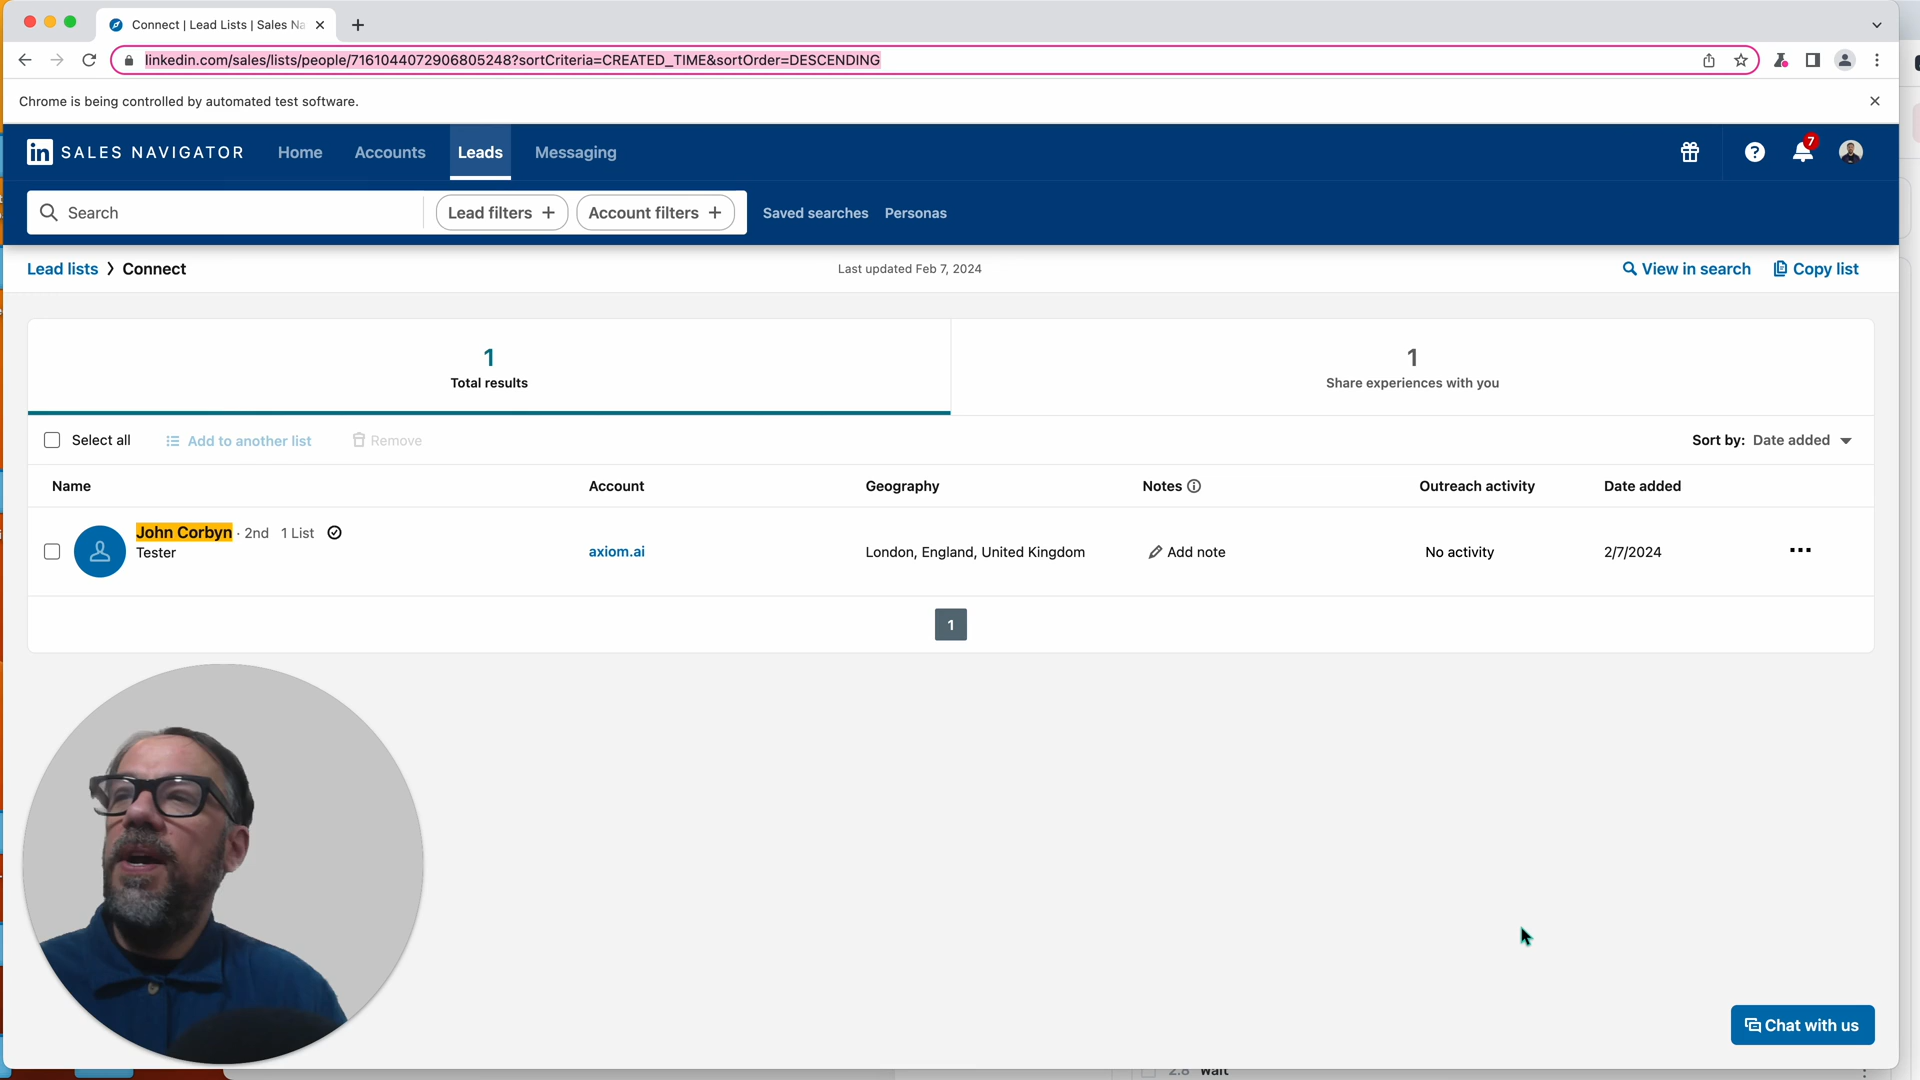 Connect | Lead Lists | Sales Na
linkedin.com/sales/lists/people/7161044072906805248?sortCriteria=CREATED_TIME&sortOrder=DESCENDING
Chrome is being controlled by automated test software.
in SALES NAVIGATOR Home Accounts Leads Messaging 7
Search Lead filters + Account filters + Saved searches Personas
Lead lists > Connect Last updated Feb 7, 2024 View in search Copy list
1 1
Total results Share experiences with you
Select all Add to another list Remove Sort by: Date added
Name Account Geography Notes Outreach activity Date added
John Corbyn · 2nd 1 List
Tester axiom.ai London, England, United Kingdom Add note No activity 2/7/2024
1
Chat with us
2.8 Wait